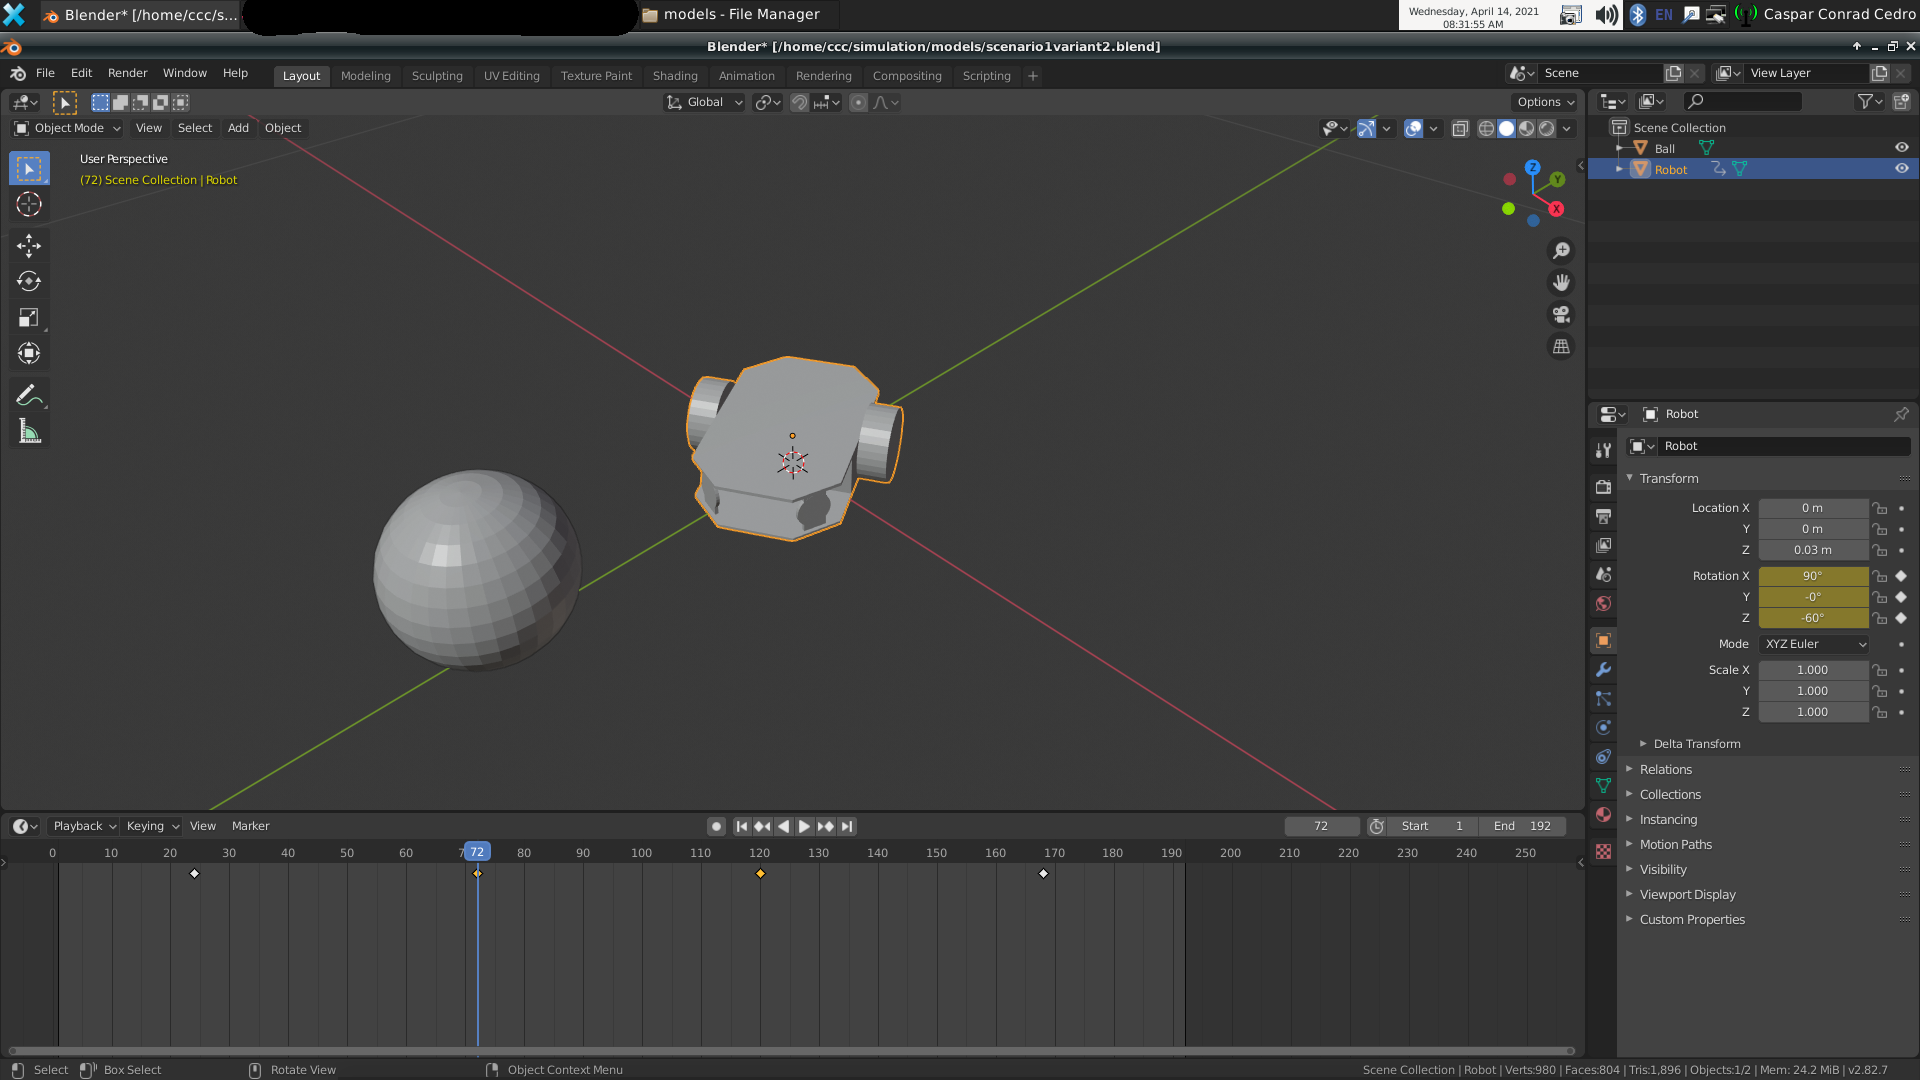 Blender* [/home/ccc/s...
models - File Manager
Wednesday, April 14, 2021
08:31:55 AM
EN
Caspar Conrad Cedro
Blender* [/home/ccc/simulation/models/scenario1variant2.blend]
File Edit Render Window Help
Layout Modeling Sculpting UV Editing Texture Paint Shading Animation Rendering Compositing Scripting +
Scene
View Layer
Global
Options
Object Mode View Select Add Object
User Perspective
(72) Scene Collection | Robot
Z
Y
X
Scene Collection
Ball
Robot
Robot
Robot
Transform
Location X 0 m
Y 0 m
Z 0.03 m
Rotation X 90°
Y -0°
Z -60°
Mode XYZ Euler
Scale X 1.000
Y 1.000
Z 1.000
Delta Transform
Relations
Collections
Instancing
Motion Paths
Visibility
Viewport Display
Custom Properties
Playback Keying View Marker
72 Start 1 End 192
0 10 20 30 40 50 60 72 80 90 100 110 120 130 140 150 160 170 180 190 200 210 220 230 240 250
Select Box Select Rotate View Object Context Menu
Scene Collection | Robot | Verts:980 | Faces:804 | Tris:1,896 | Objects:1/2 | Mem: 24.2 MiB | v2.82.7